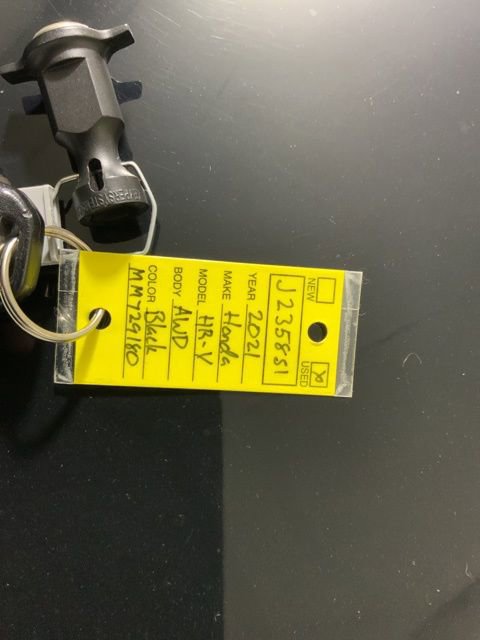 NEW
X USED
J235851
YEAR 2021
MAKE Honda
MODEL HR-V
BODY AWD
COLOR Black
MM729180